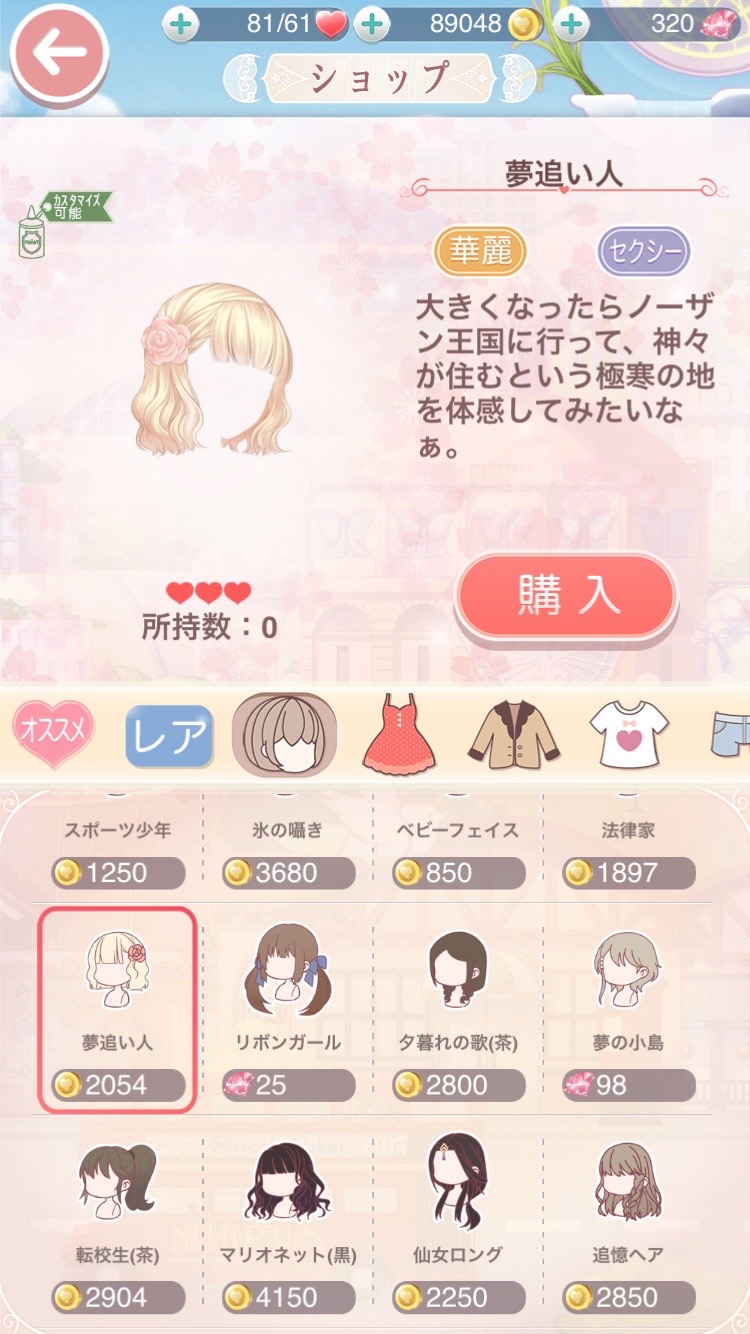 81/61
89048
320
ショップ
カスタマイズ
可能
夢追い人
華麗
セクシー
大きくなったらノーザ
ン王国に行って、神々
が住むという極寒の地
を体感してみたいな
ぁ。
所持数：0
購入
オススメ
レア
スポーツ少年
氷の囁き
ベビーフェイス
法律家
1250
3680
850
1897
夢追い人
リボンガール
夕暮れの歌(茶)
夢の小島
2054
25
2800
98
転校生(茶)
マリオネット(黒)
仙女ロング
追憶ヘア
2904
4150
2250
2850